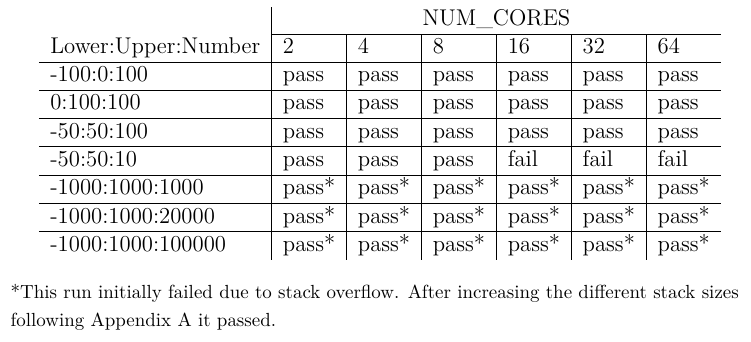 NUM_CORES
Lower:Upper:Number 2 4 8 16 32 64
-100:0:100 pass pass pass pass pass pass
0:100:100 pass pass pass pass pass pass
-50:50:100 pass pass pass pass pass pass
-50:50:10 pass pass pass fail fail fail
-1000:1000:1000 pass* pass* pass* pass* pass* pass*
-1000:1000:20000 pass* pass* pass* pass* pass* pass*
-1000:1000:100000 pass* pass* pass* pass* pass* pass*
*This run initially failed due to stack overflow. After increasing the different stack sizes
following Appendix A it passed.